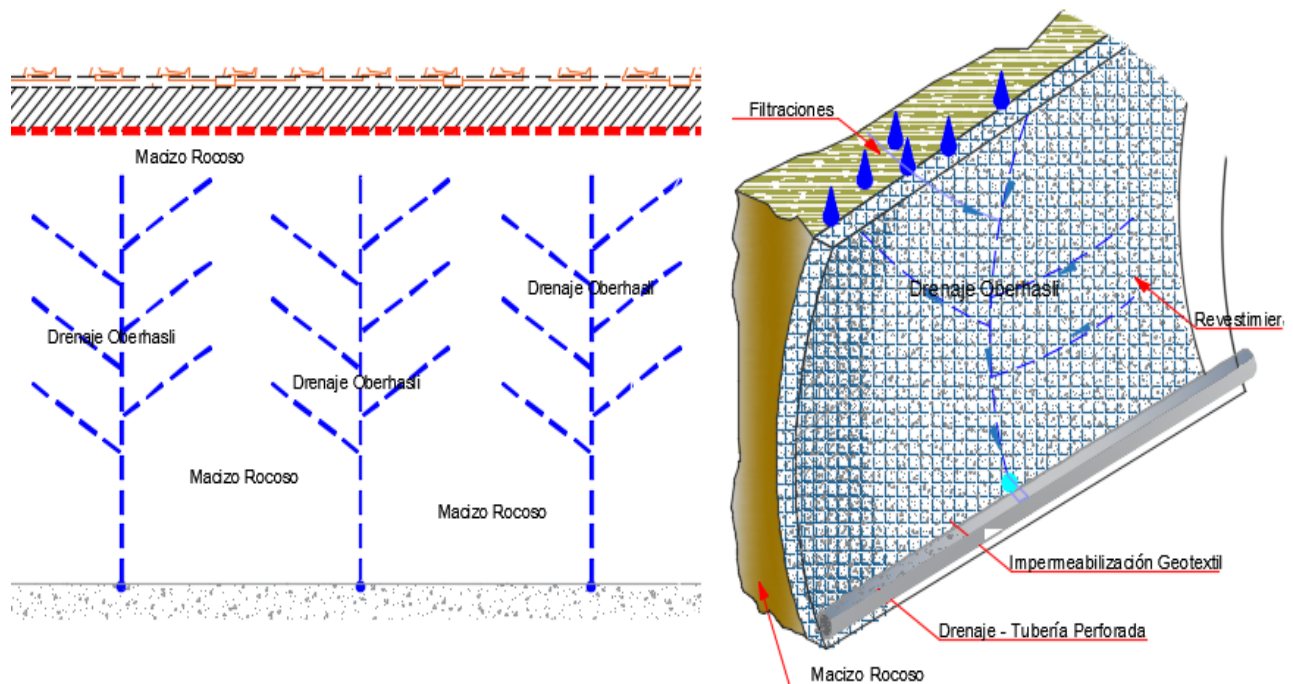 Macizo Rocoso
Drenaje Oberhasli
Drenaje Oberhasli
Drenaje Oberhasli
Macizo Rocoso
Macizo Rocoso
Filtraciones
Drenaje Oberhasli
Revestimier
Impermeabilización Geotextil
Drenaje - Tubería Perforada
Macizo Rocoso